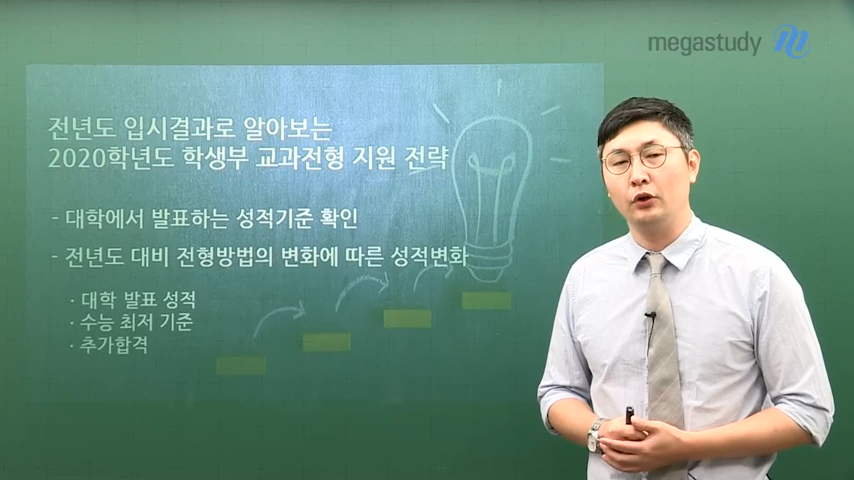 megastudy
전년도 입시결과로 알아보는
2020학년도 학생부 교과전형 지원 전략
- 대학에서 발표하는 성적기준 확인
- 전년도 대비 전형방법의 변화에 따른 성적변화
· 대학 발표 성적
· 수능 최저 기준
· 추가합격